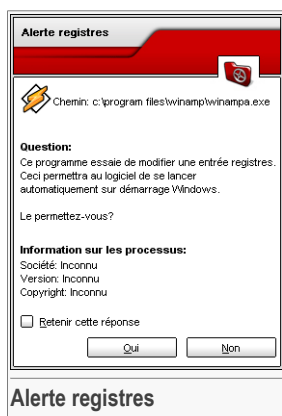 Alerte registres
Chemin: c:\program files\winamp\winampa.exe
Question:
Ce programme essaie de modifier une entrée registres.
Ceci permettra au logiciel de se lancer
automatiquement sur démarrage Windows.
Le permettez-vous?
Information sur les processus:
Société: Inconnu
Version: Inconnu
Copyright: Inconnu
Retenir cette réponse
Oui
Non
Alerte registres